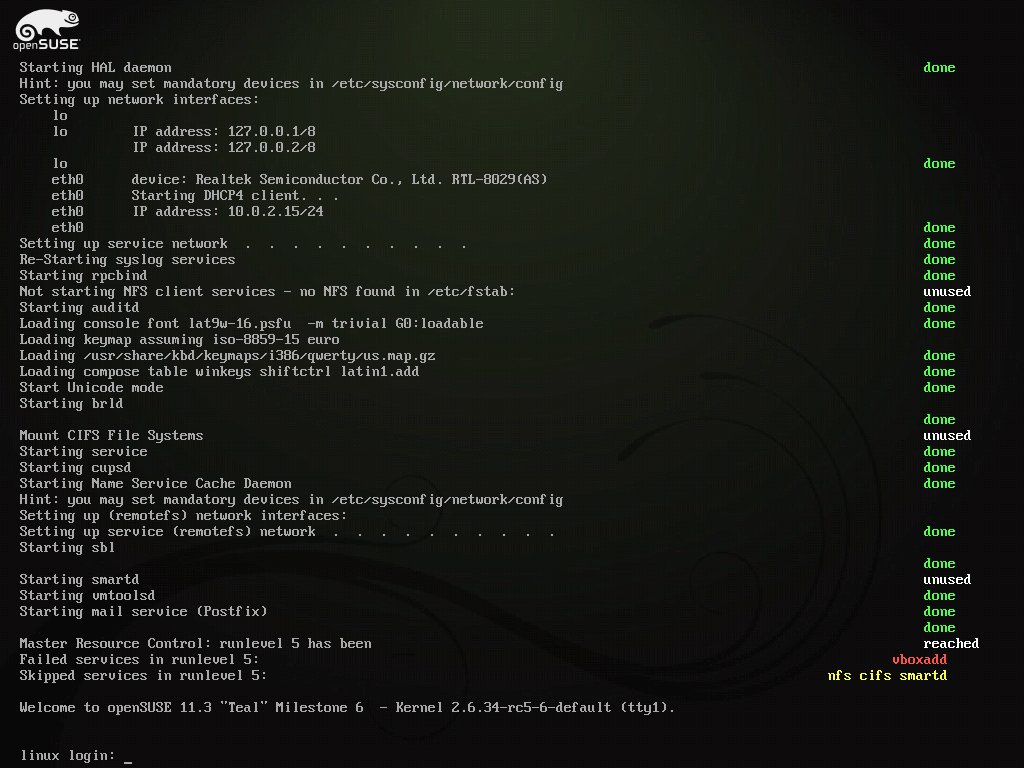 openSUSE
Starting HAL daemon done
Hint: you may set mandatory devices in /etc/sysconfig/network/config
Setting up network interfaces:
lo
lo IP address: 127.0.0.1/8
IP address: 127.0.0.2/8
lo done
eth0 device: Realtek Semiconductor Co., Ltd. RTL-8029(AS)
eth0 Starting DHCP4 client. . .
eth0 IP address: 10.0.2.15/24
eth0 done
Setting up service network . . . . . . . . . . done
Re-Starting syslog services done
Starting rpcbind done
Not starting NFS client services - no NFS found in /etc/fstab: unused
Starting auditd done
Loading console font lat9w-16.psfu -m trivial G0:loadable done
Loading keymap assuming iso-8859-15 euro
Loading /usr/share/kbd/keymaps/i386/qwerty/us.map.gz done
Loading compose table winkeys shiftctrl latin1.add done
Start Unicode mode done
Starting brld
done
Mount CIFS File Systems unused
Starting service done
Starting cupsd done
Starting Name Service Cache Daemon done
Hint: you may set mandatory devices in /etc/sysconfig/network/config
Setting up (remotefs) network interfaces:
Setting up service (remotefs) network . . . . . . . . . . done
Starting sbl
done
Starting smartd unused
Starting vmtoolsd done
Starting mail service (Postfix) done
done
Master Resource Control: runlevel 5 has been reached
Failed services in runlevel 5: vboxadd
Skipped services in runlevel 5: nfs cifs smartd
Welcome to openSUSE 11.3 "Teal" Milestone 6 - Kernel 2.6.34-rc5-6-default (tty1).
linux login: _